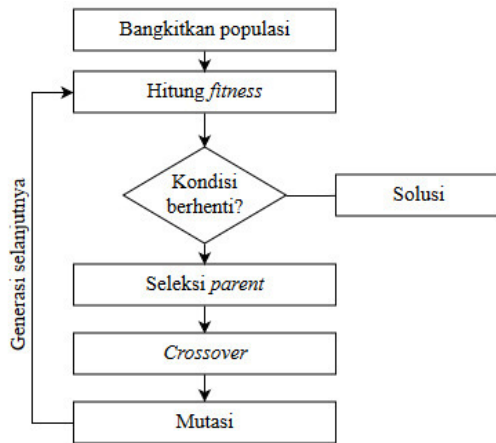 Bangkitkan populasi
Hitung fitness
Kondisi
berhenti?
Solusi
Seleksi parent
Crossover
Mutasi
Generasi selanjutnya